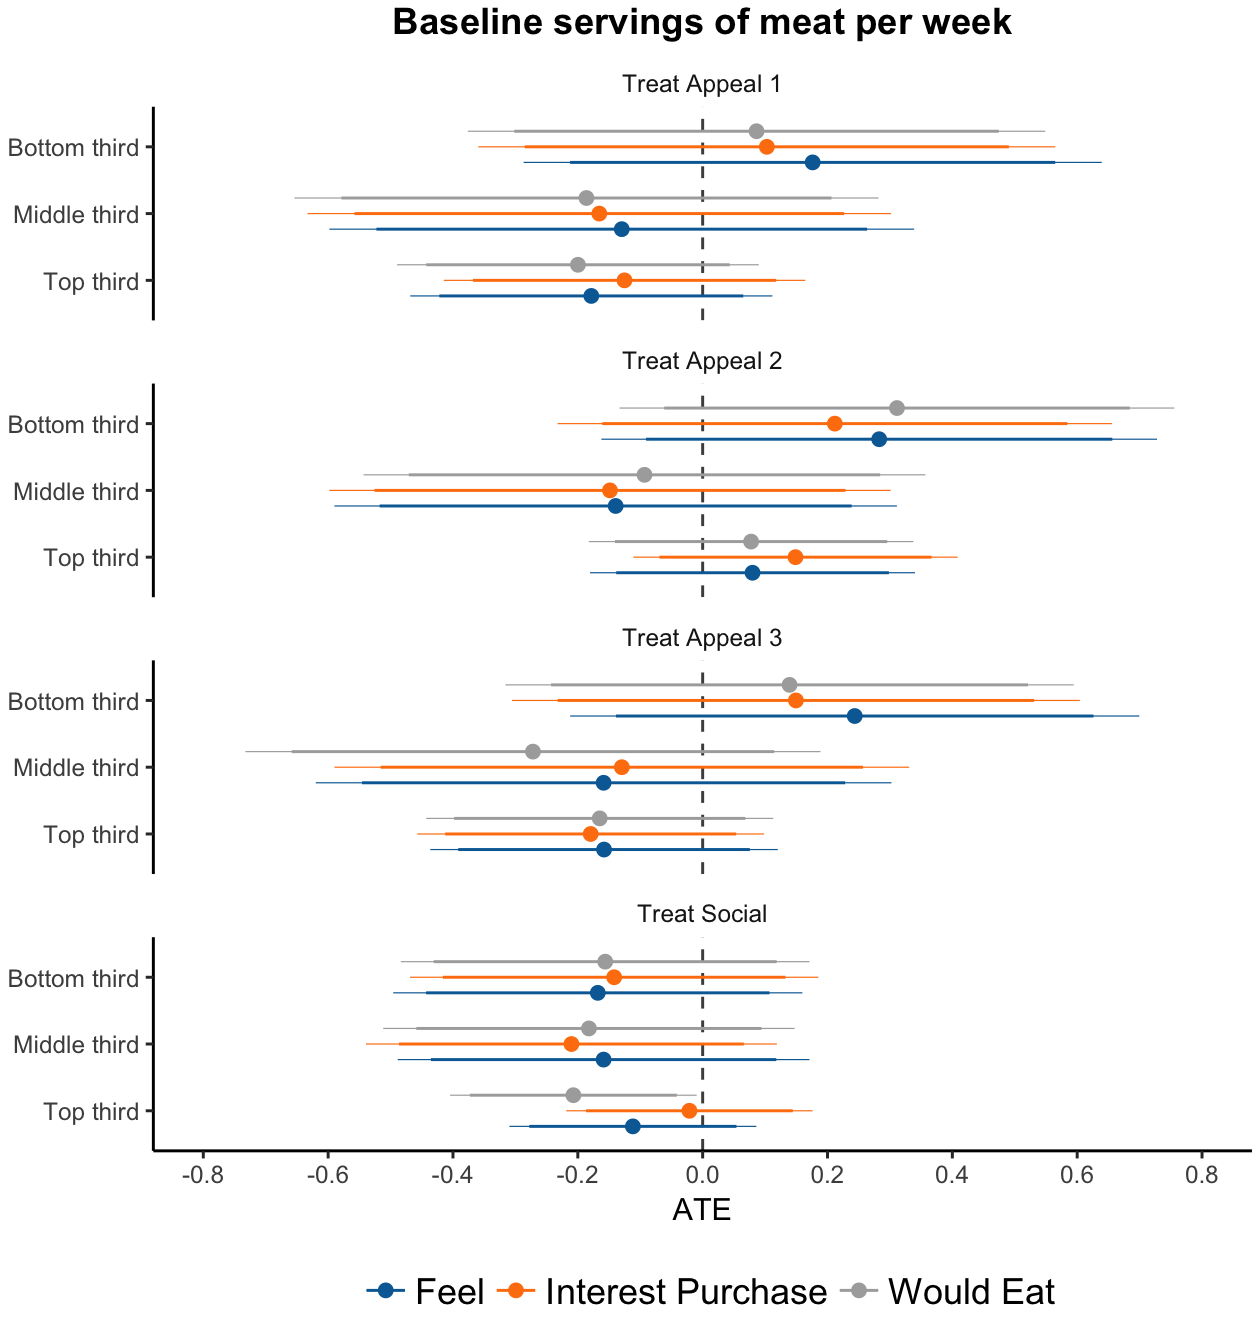 Baseline servings of meat per week
Treat Appeal 1
Bottom third
Middle third
Top third
Treat Appeal 2
Bottom third
Middle third
Top third
Treat Appeal 3
Bottom third
Middle third
Top third
Treat Social
Bottom third
Middle third
Top third
-0.8 -0.6 -0.4 -0.2 0.0 0.2 0.4 0.6 0.8
ATE
Feel Interest Purchase Would Eat